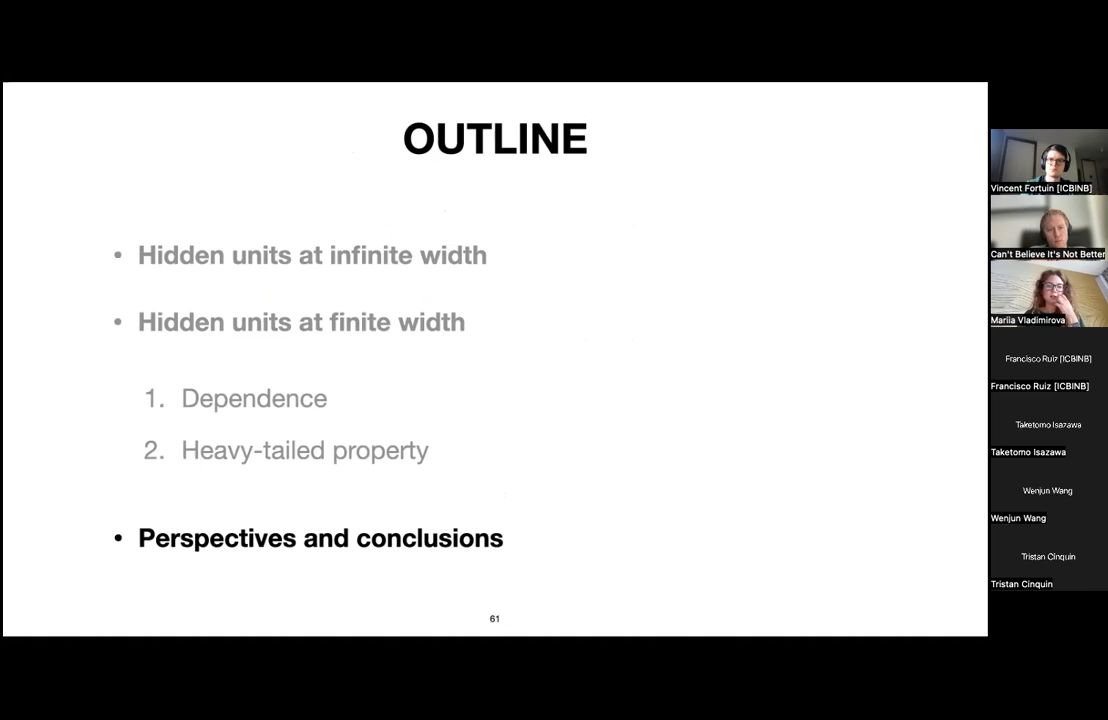 OUTLINE
• Hidden units at infinite width
• Hidden units at finite width
1. Dependence
2. Heavy-tailed property
• Perspectives and conclusions
61
Vincent Fortuin [ICBINB]
Can't Believe It's Not Better
Mariia Vladimirova
Francisco Ruiz [ICBINB]
Francisco Ruiz [ICBINB]
Taketomo Isazawa
Taketomo Isazawa
Wenjun Wang
Wenjun Wang
Tristan Cinquin
Tristan Cinquin